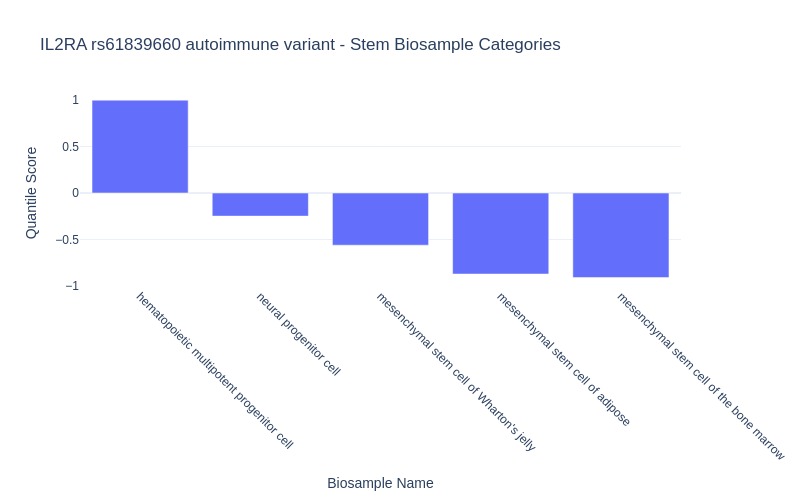 IL2RA rs61839660 autoimmune variant - Stem Biosample Categories
Quantile Score
1
0.5
0
−0.5
−1
hematopoietic multipotent progenitor cell
neural progenitor cell
mesenchymal stem cell of Wharton's jelly
mesenchymal stem cell of adipose
mesenchymal stem cell of the bone marrow
Biosample Name